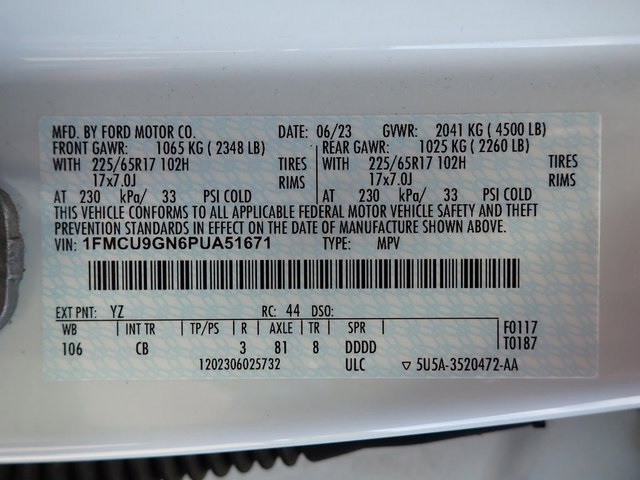 MFD. BY FORD MOTOR CO. DATE: 06/23 GVWR: 2041 KG ( 4500 LB)
FRONT GAWR: 1065 KG ( 2348 LB) REAR GAWR: 1025 KG ( 2260 LB)
WITH 225/65R17 102H TIRES WITH 225/65R17 102H TIRES
17x7.0J RIMS 17x7.0J RIMS
AT 230 kPa/ 33 PSI COLD AT 230 kPa/ 33 PSI COLD
THIS VEHICLE CONFORMS TO ALL APPLICABLE FEDERAL MOTOR VEHICLE SAFETY AND THEFT
PREVENTION STANDARDS IN EFFECT ON THE DATE OF MANUFACTURE SHOWN ABOVE.
VIN: 1FMCU9GN6PUA51671 TYPE: MPV
EXT PNT: YZ RC: 44 DSO:
WB INT TR TP/PS R AXLE TR SPR F0117
106 CB 3 81 8 DDDD T0187
1202306025732 ULC ▽ 5U5A-3520472-AA